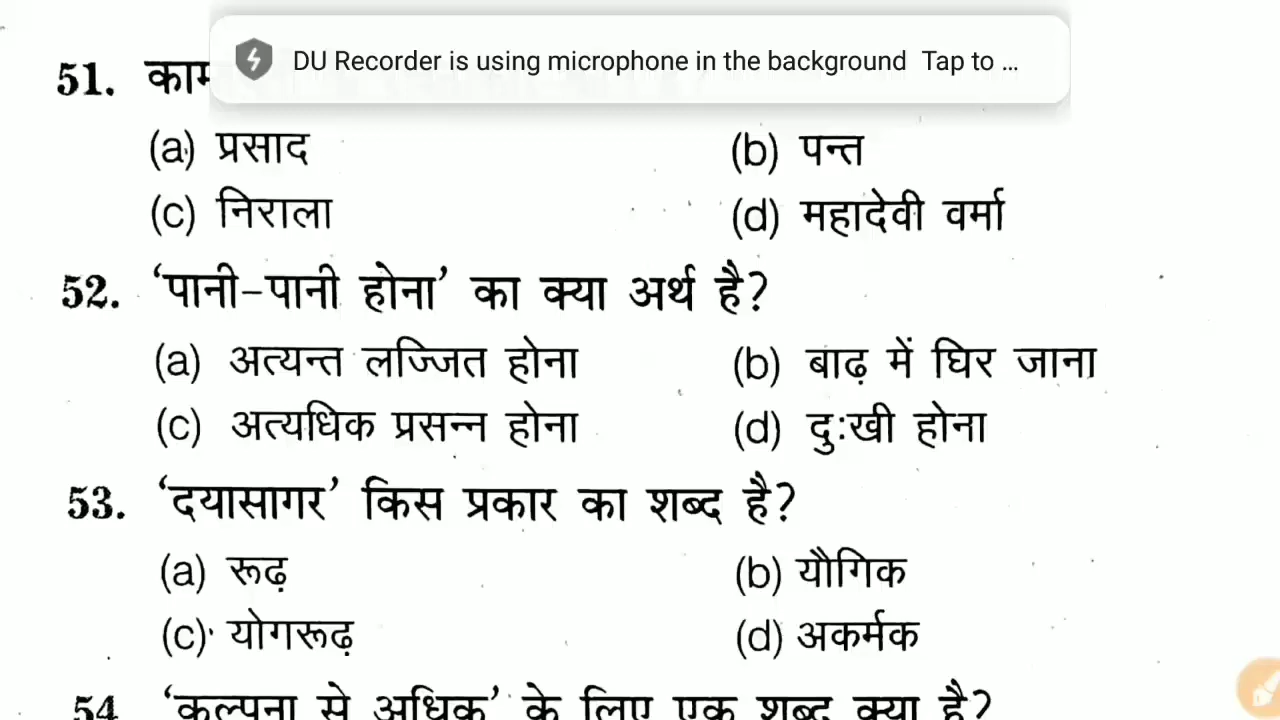 DU Recorder is using microphone in the background Tap to ...
51.
(a) प्रसाद (b) पन्त
(c) निराला (d) महादेवी वर्मा
52. ‘पानी-पानी होना’ का क्या अर्थ है?
(a) अत्यन्त लज्जित होना (b) बाढ़ में घिर जाना
(c) अत्यधिक प्रसन्न होना (d) दुःखी होना
53. ‘दयासागर’ किस प्रकार का शब्द है?
(a) रूढ़ (b) यौगिक
(c) योगरूढ़ (d) अकर्मक
54 ‘कल्पना से अधिक’ के लिए एक शब्द क्या है?